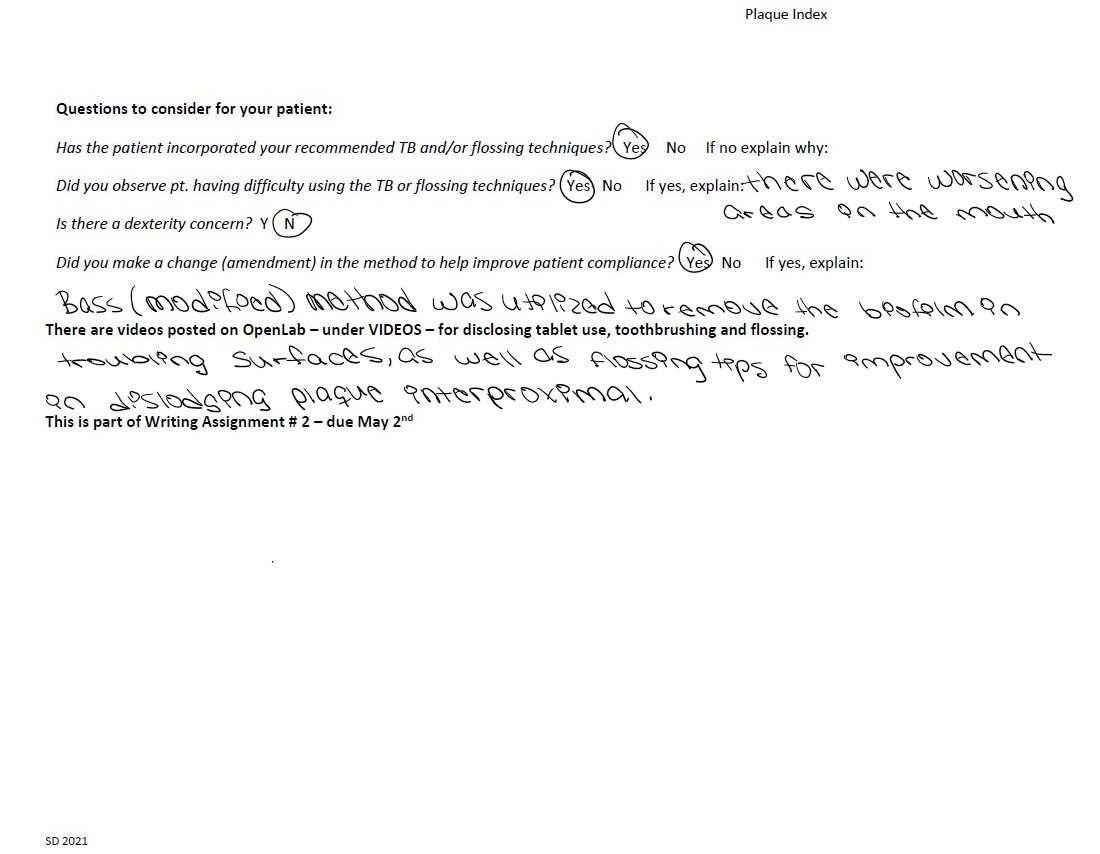 Plaque Index
Questions to consider for your patient:
Has the patient incorporated your recommended TB and/or flossing techniques? Yes No If no explain why:
Did you observe pt. having difficulty using the TB or flossing techniques? Yes No If yes, explain: there were worsening
areas in the mouth
Is there a dexterity concern? Y N
Did you make a change (amendment) in the method to help improve patient compliance? Yes No If yes, explain:
Bass (modified) method was utilized to remove the biofilm in
There are videos posted on OpenLab – under VIDEOS – for disclosing tablet use, toothbrushing and flossing.
troubling surfaces, as well as flossing tips for improvement
in dislodging plaque interproximal.
This is part of Writing Assignment # 2 – due May 2nd
SD 2021